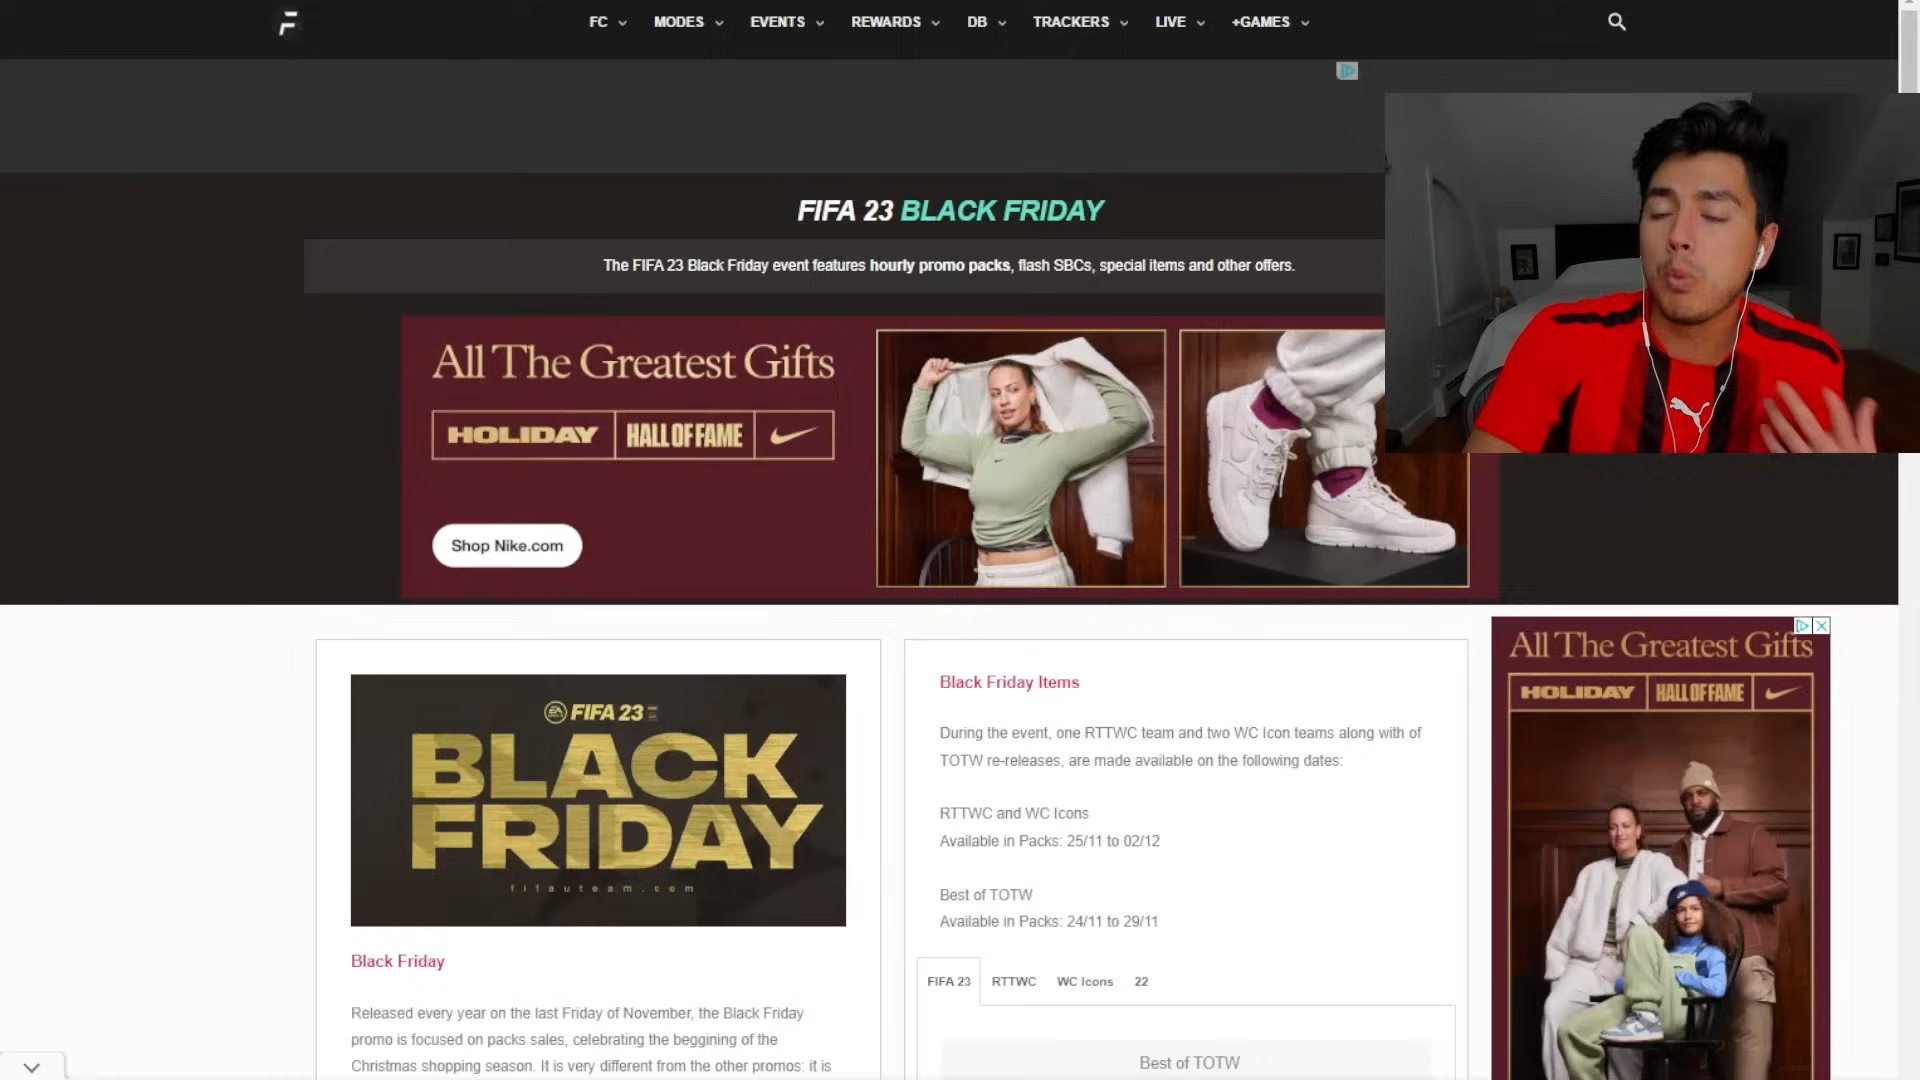 FC
MODES
EVENTS
REWARDS
DB
TRACKERS
LIVE
+GAMES
FIFA 23 BLACK FRIDAY
The FIFA 23 Black Friday event features hourly promo packs, flash SBCs, special items and other offers.
All The Greatest Gifts
HOLIDAY
HALL OF FAME
Shop Nike.com
FIFA 23
BLACK
FRIDAY
fifauteam.com
Black Friday
Released every year on the last Friday of November, the Black Friday
promo is focused on packs sales, celebrating the beggining of the
Christmas shopping season. It is very different from the other promos: it is
Black Friday Items
During the event, one RTTWC team and two WC Icon teams along with of
TOTW re-releases, are made available on the following dates:
RTTWC and WC Icons
Available in Packs: 25/11 to 02/12
Best of TOTW
Available in Packs: 24/11 to 29/11
FIFA 23
RTTWC
WC Icons
22
Best of TOTW
All The Greatest Gifts
HOLIDAY
HALL OF FAME